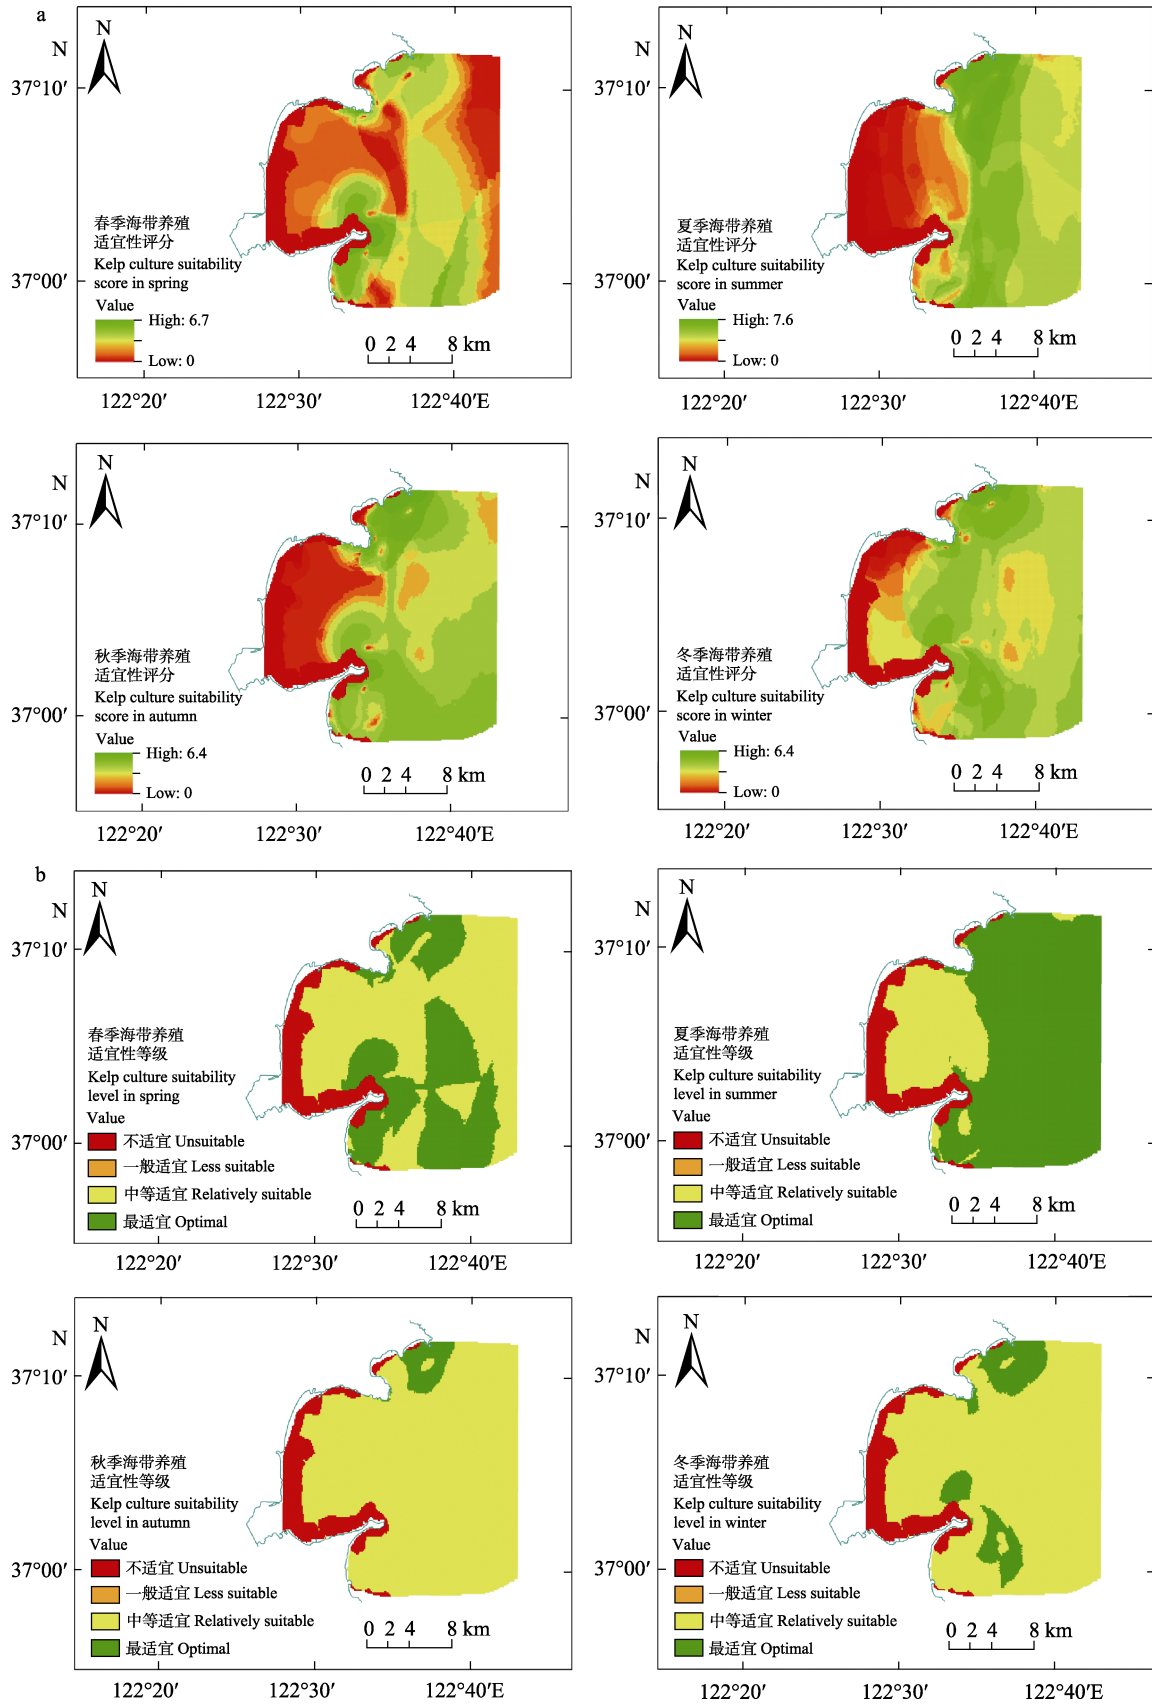 a
N
N
37°10′
37°00′
春季海带养殖
适宜性评分
Kelp culture suitability
score in spring
Value
High: 6.7
Low: 0
0 2 4 8 km
122°20′ 122°30′ 122°40′E
N
N
37°10′
37°00′
夏季海带养殖
适宜性评分
Kelp culture suitability
score in summer
Value
High: 7.6
Low: 0
0 2 4 8 km
122°20′ 122°30′ 122°40′E
N
N
37°10′
37°00′
秋季海带养殖
适宜性评分
Kelp culture suitability
score in autumn
Value
High: 6.4
Low: 0
0 2 4 8 km
122°20′ 122°30′ 122°40′E
N
N
37°10′
37°00′
冬季海带养殖
适宜性评分
Kelp culture suitability
score in winter
Value
High: 6.4
Low: 0
0 2 4 8 km
122°20′ 122°30′ 122°40′E
b
N
N
37°10′
37°00′
春季海带养殖
适宜性等级
Kelp culture suitability
level in spring
Value
不适宜 Unsuitable
一般适宜 Less suitable
中等适宜 Relatively suitable
最适宜 Optimal
0 2 4 8 km
122°20′ 122°30′ 122°40′E
N
N
37°10′
37°00′
夏季海带养殖
适宜性等级
Kelp culture suitability
level in summer
Value
不适宜 Unsuitable
一般适宜 Less suitable
中等适宜 Relatively suitable
最适宜 Optimal
0 2 4 8 km
122°20′ 122°30′ 122°40′E
N
N
37°10′
37°00′
秋季海带养殖
适宜性等级
Kelp culture suitability
level in autumn
Value
不适宜 Unsuitable
一般适宜 Less suitable
中等适宜 Relatively suitable
最适宜 Optimal
0 2 4 8 km
122°20′ 122°30′ 122°40′E
N
N
37°10′
37°00′
冬季海带养殖
适宜性等级
Kelp culture suitability
level in winter
Value
不适宜 Unsuitable
一般适宜 Less suitable
中等适宜 Relatively suitable
最适宜 Optimal
0 2 4 8 km
122°20′ 122°30′ 122°40′E